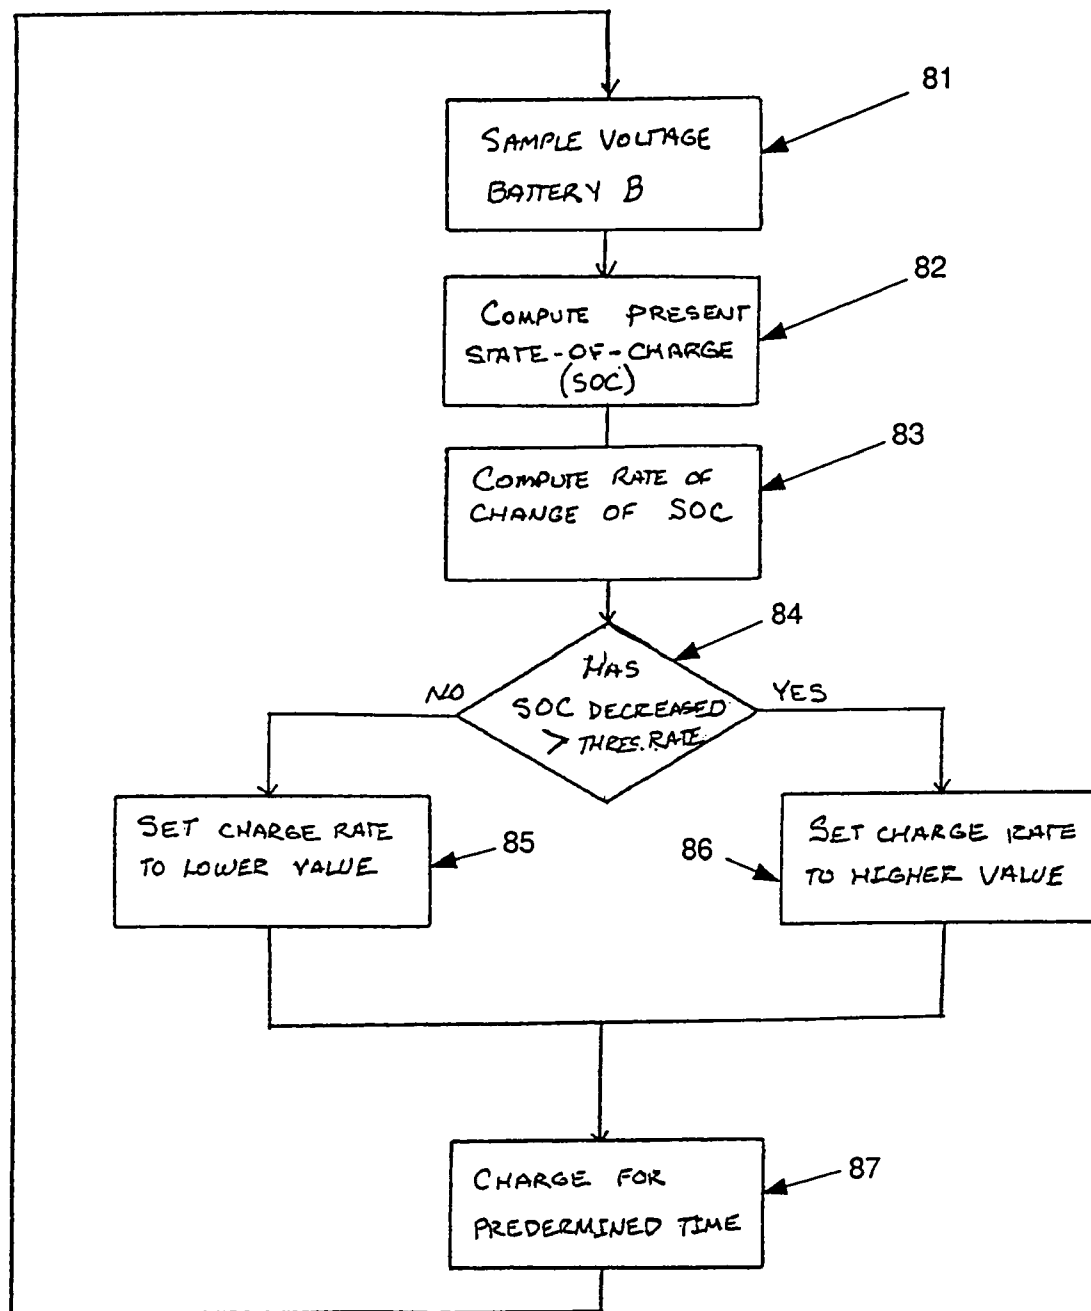 81
SAMPLE VOLTAGE
BATTERY B
82
COMPUTE PRESENT
STATE-OF-CHARGE
(SOC)
83
COMPUTE RATE OF
CHANGE OF SOC
84
HAS
SOC DECREASED
> THRES. RATE
NO
YES
SET CHARGE RATE
TO LOWER VALUE
85
86
SET CHARGE RATE
TO HIGHER VALUE
CHARGE FOR
PREDERMINED TIME
87